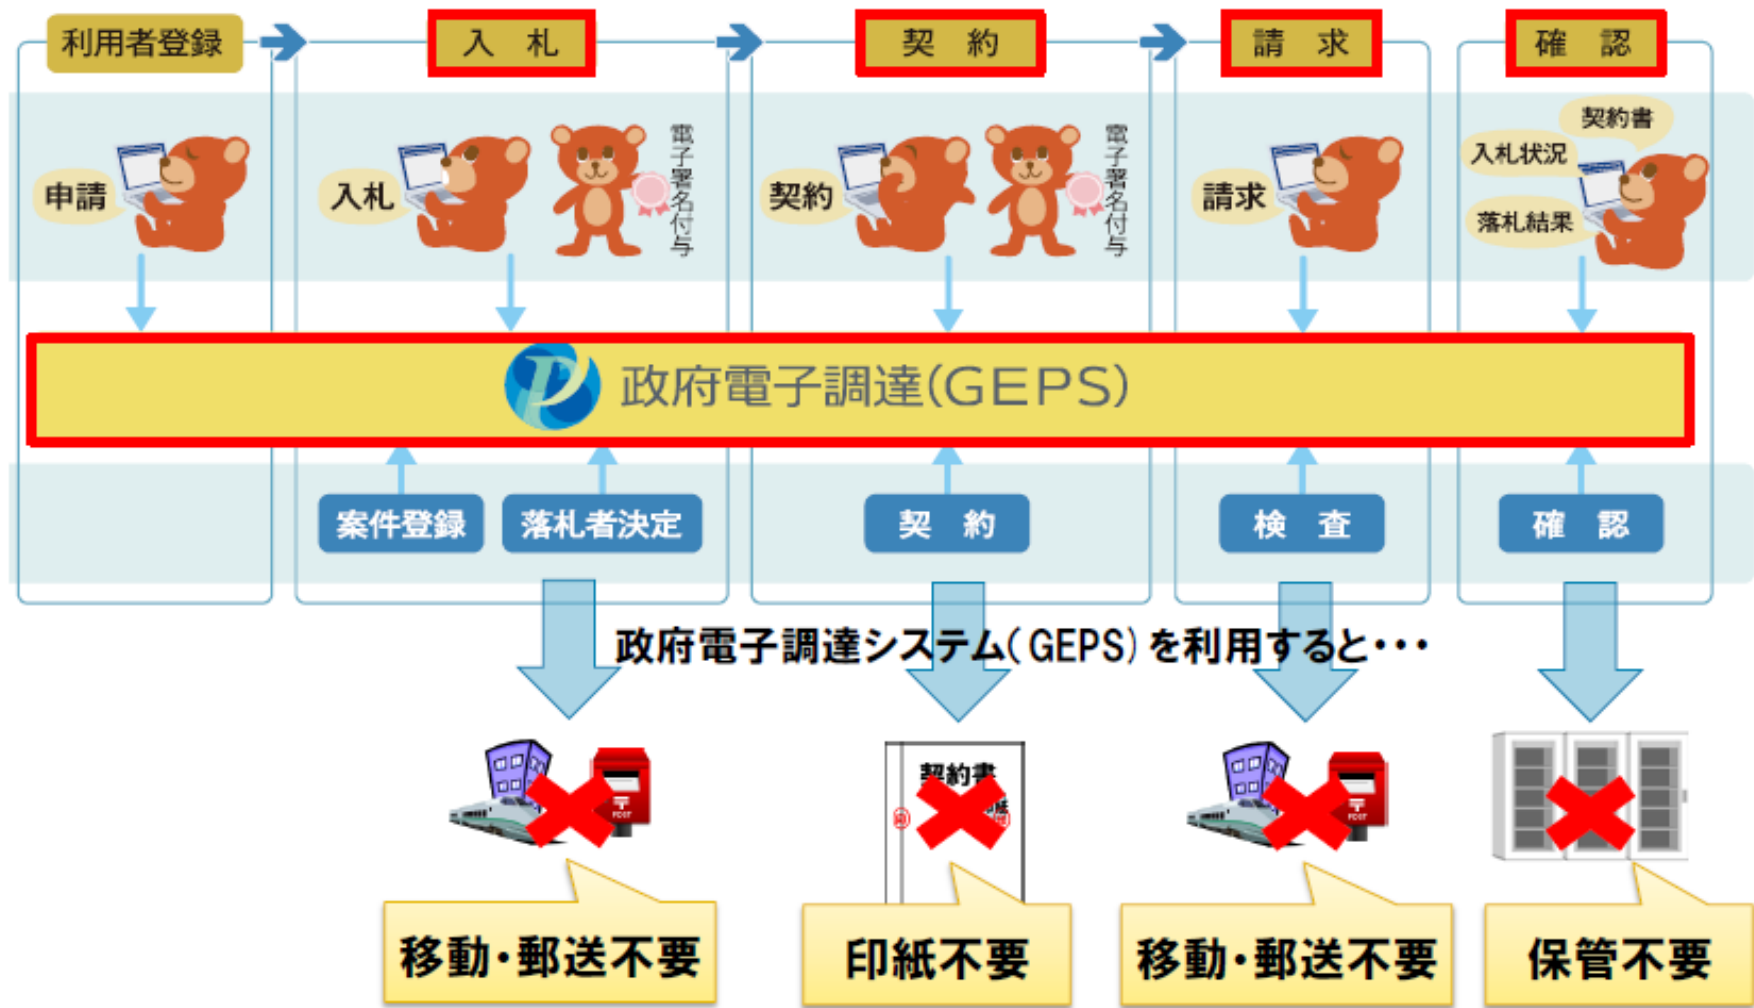 利用者登録
入 札
契 約
請 求
確 認
申請
入札
電子署名付与
契約
電子署名付与
請求
契約書
入札状況
落札結果
政府電子調達(GEPS)
案件登録
落札者決定
契 約
検 査
確 認
政府電子調達システム(GEPS)を利用すると・・・
POST
契約書
POST
移動・郵送不要
印紙不要
移動・郵送不要
保管不要